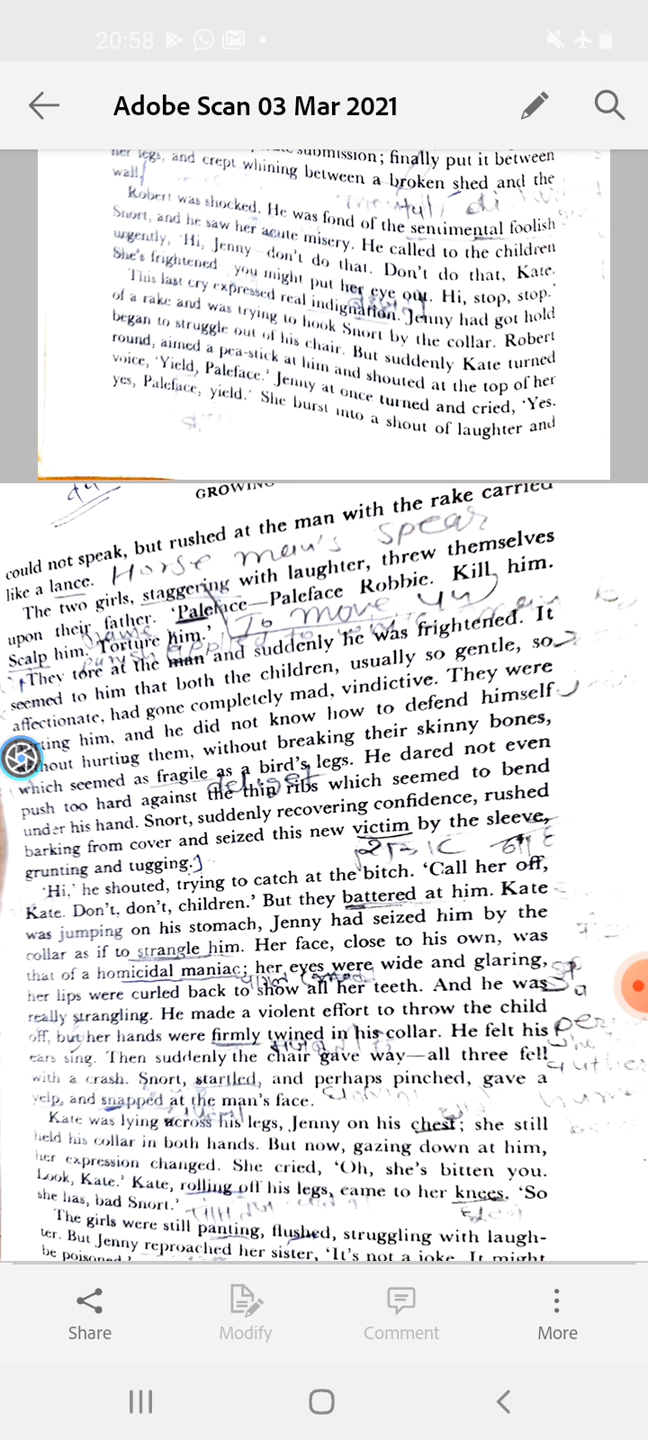 20:58
Adobe Scan 03 Mar 2021
submission; finally put it between
her legs, and crept whining between a broken shed and the
wall.
Robert was shocked. He was fond of the sentimental foolish
Snort, and he saw her acute misery. He called to the children
urgently, 'Hi, Jenny don't do that. Don't do that, Kate.
She's frightened you might put her eye out. Hi, stop, stop.'
This last cry expressed real indignation. Jenny had got hold
of a rake and was trying to hook Snort by the collar. Robert
began to struggle out of his chair. But suddenly Kate turned
round, aimed a pea-stick at him and shouted at the top of her
voice, 'Yield, Paleface.' Jenny at once turned and cried, 'Yes.
yes, Paleface, yield.' She burst into a shout of laughter and
GROWING
could not speak, but rushed at the man with the rake carried
like a lance. Horse men's spear
The two girls, staggering with laughter, threw themselves
upon their father. 'Paleface—Paleface Robbie. Kill him.
Scalp him. Torture him.' To move
They tore at the man and suddenly he was frightened. It
seemed to him that both the children, usually so gentle, so
affectionate, had gone completely mad, vindictive. They were
ting him, and he did not know how to defend himself
hout hurting them, without breaking their skinny bones,
which seemed as fragile as a bird's legs. He dared not even
push too hard against the thin ribs which seemed to bend
under his hand. Snort, suddenly recovering confidence, rushed
barking from cover and seized this new victim by the sleeve,
grunting and tugging.
'Hi,' he shouted, trying to catch at the bitch. 'Call her off,
Kate. Don't, don't, children.' But they battered at him. Kate
was jumping on his stomach, Jenny had seized him by the
collar as if to strangle him. Her face, close to his own, was
that of a homicidal maniac; her eyes were wide and glaring,
her lips were curled back to show all her teeth. And he was
really strangling. He made a violent effort to throw the child
off, but her hands were firmly twined in his collar. He felt his
ears sing. Then suddenly the chair gave way—all three fell
with a crash. Snort, startled, and perhaps pinched, gave a
yelp, and snapped at the man's face.
Kate was lying across his legs, Jenny on his chest; she still
held his collar in both hands. But now, gazing down at him,
her expression changed. She cried, 'Oh, she's bitten you.
Look, Kate.' Kate, rolling off his legs, came to her knees. 'So
she has, bad Snort.'
The girls were still panting, flushed, struggling with laugh-
ter. But Jenny reproached her sister, 'It's not a joke. It might
be poisoned.'
Share
Modify
Comment
More